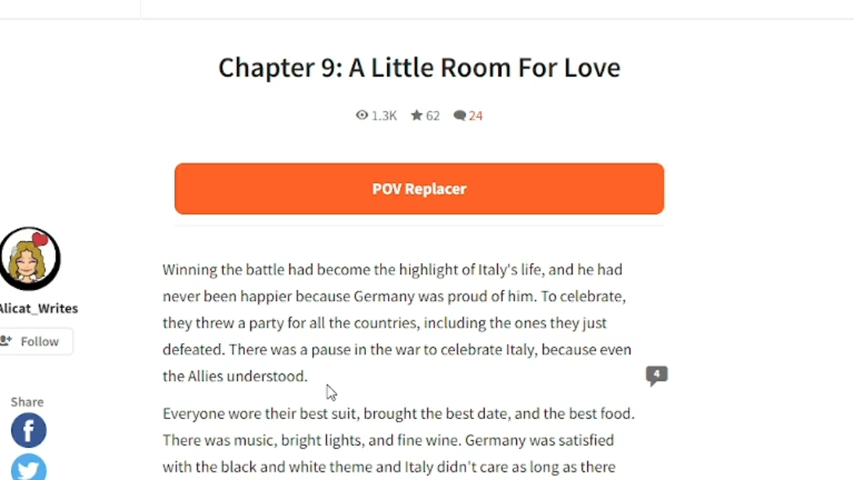 Chapter 9: A Little Room For Love
1.3K 62 24
POV Replacer
Winning the battle had become the highlight of Italy's life, and he had
never been happier because Germany was proud of him. To celebrate,
they threw a party for all the countries, including the ones they just
defeated. There was a pause in the war to celebrate Italy, because even
the Allies understood.
4
Alicat_Writes
Follow
Share
Everyone wore their best suit, brought the best date, and the best food.
There was music, bright lights, and fine wine. Germany was satisfied
with the black and white theme and Italy didn't care as long as there